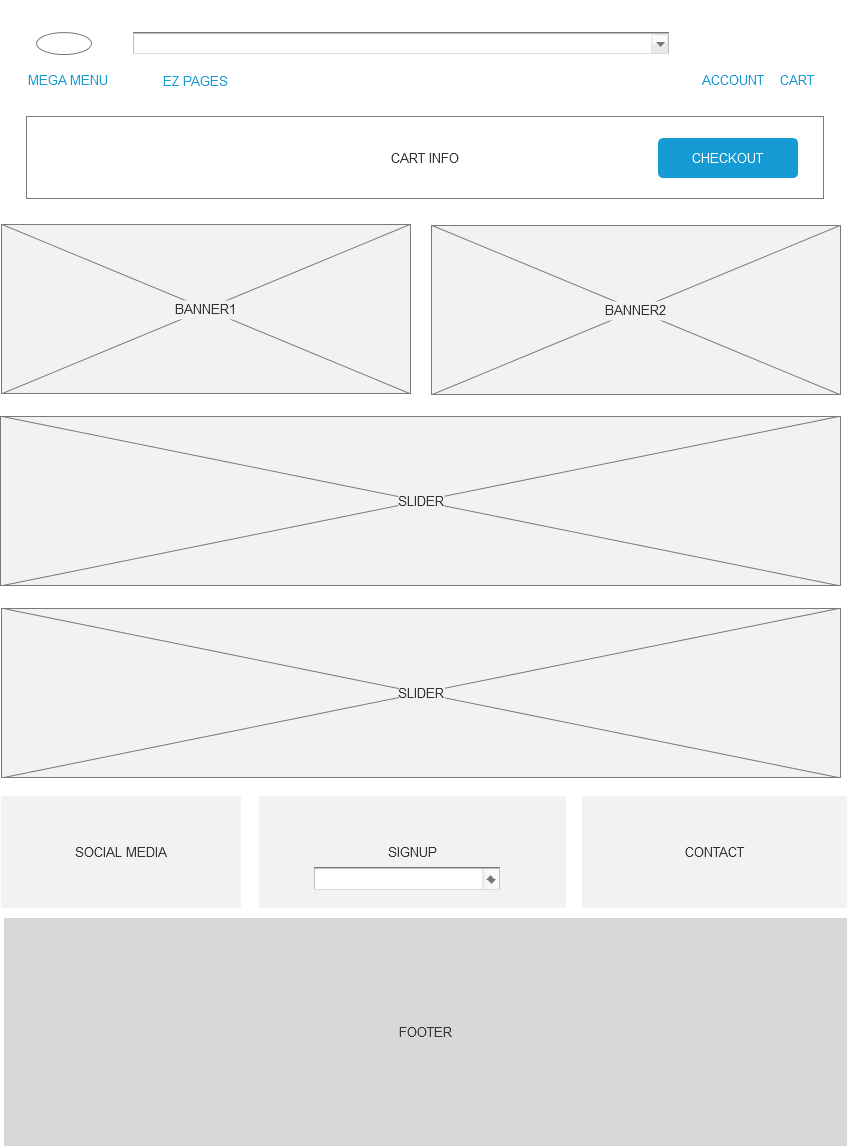 MEGA MENU
EZ PAGES
ACCOUNT
CART
CART INFO
CHECKOUT
BANNER1
BANNER2
SLIDER
SLIDER
SOCIAL MEDIA
SIGNUP
CONTACT
FOOTER